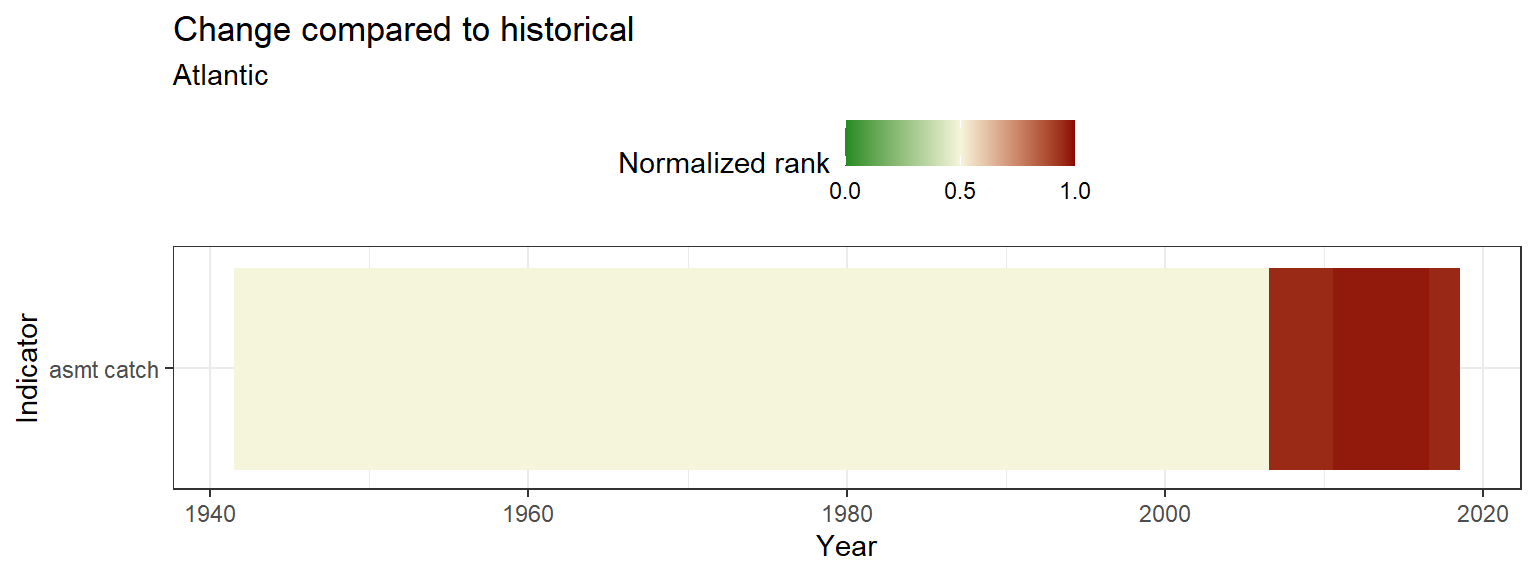 Change compared to historical
Atlantic
Normalized rank
0.0 0.5 1.0
Indicator
asmt catch
1940 1960 1980 2000 2020
Year